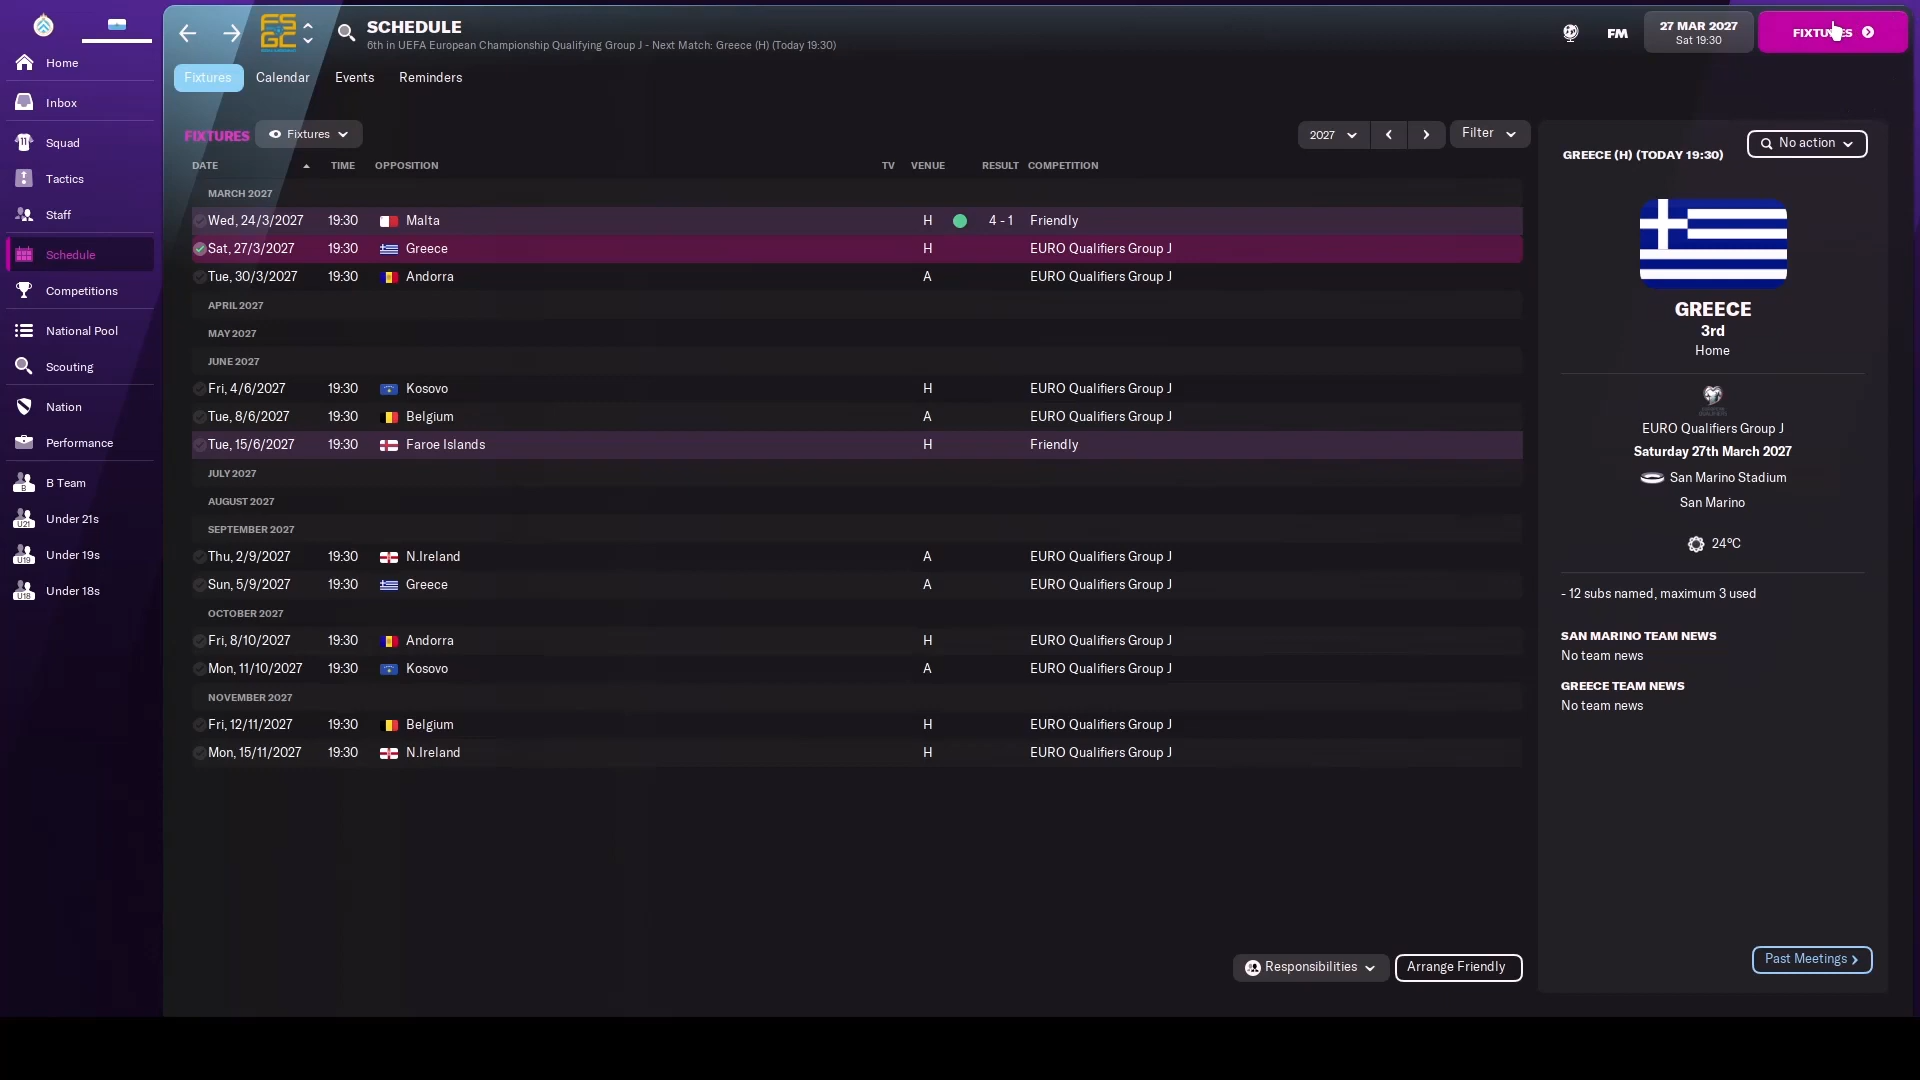 SCHEDULE
6th in UEFA European Championship Qualifying Group J - Next Match: Greece (H) (Today 19:30)
FM
27 MAR 2027
Sat 19:30
FIXTURES
Home
Inbox
Squad
Tactics
Staff
Schedule
Competitions
National Pool
Scouting
Nation
Performance
B Team
Under 21s
Under 19s
Under 18s
Fixtures Calendar Events Reminders
FIXTURES Fixtures 2027 Filter
DATE TIME OPPOSITION TV VENUE RESULT COMPETITION
MARCH 2027
Wed, 24/3/2027 19:30 Malta H 4 - 1 Friendly
Sat, 27/3/2027 19:30 Greece H EURO Qualifiers Group J
Tue, 30/3/2027 19:30 Andorra A EURO Qualifiers Group J
APRIL 2027
MAY 2027
JUNE 2027
Fri, 4/6/2027 19:30 Kosovo H EURO Qualifiers Group J
Tue, 8/6/2027 19:30 Belgium A EURO Qualifiers Group J
Tue, 15/6/2027 19:30 Faroe Islands H Friendly
JULY 2027
AUGUST 2027
SEPTEMBER 2027
Thu, 2/9/2027 19:30 N.Ireland A EURO Qualifiers Group J
Sun, 5/9/2027 19:30 Greece A EURO Qualifiers Group J
OCTOBER 2027
Fri, 8/10/2027 19:30 Andorra H EURO Qualifiers Group J
Mon, 11/10/2027 19:30 Kosovo A EURO Qualifiers Group J
NOVEMBER 2027
Fri, 12/11/2027 19:30 Belgium H EURO Qualifiers Group J
Mon, 15/11/2027 19:30 N.Ireland H EURO Qualifiers Group J
Responsibilities Arrange Friendly
GREECE (H) (TODAY 19:30) No action
GREECE
3rd
Home
EURO Qualifiers Group J
Saturday 27th March 2027
San Marino Stadium
San Marino
24°C
- 12 subs named, maximum 3 used
SAN MARINO TEAM NEWS
No team news
GREECE TEAM NEWS
No team news
Past Meetings